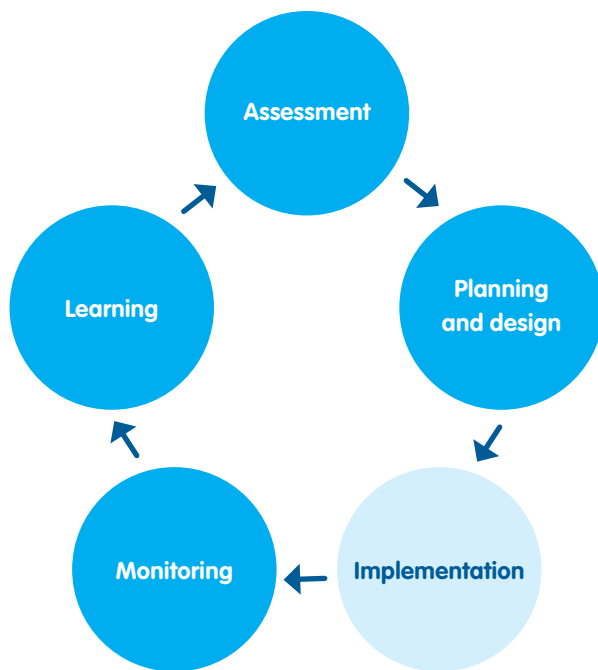 Assessment
Planning
and design
Implementation
Monitoring
Learning